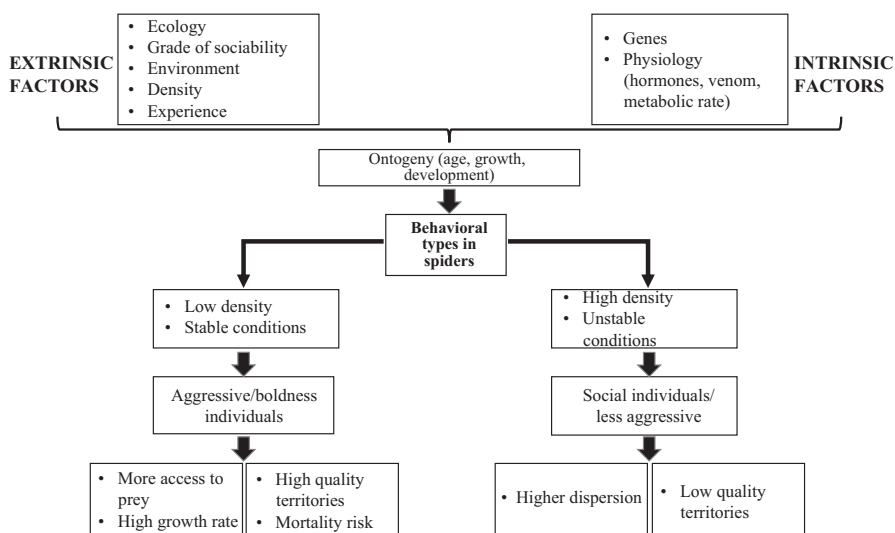 EXTRINSIC
FACTORS
• Ecology
• Grade of sociability
• Environment
• Density
• Experience
• Genes
• Physiology
(hormones, venom,
metabolic rate)
INTRINSIC
FACTORS
Ontogeny (age, growth,
development)
Behavioral
types in
spiders
• Low density
• Stable conditions
• High density
• Unstable
conditions
Aggressive/boldness
individuals
Social individuals/
less aggressive
• More access to
prey
• High growth rate
• High quality
territories
• Mortality risk
• Higher dispersion
• Low quality
territories